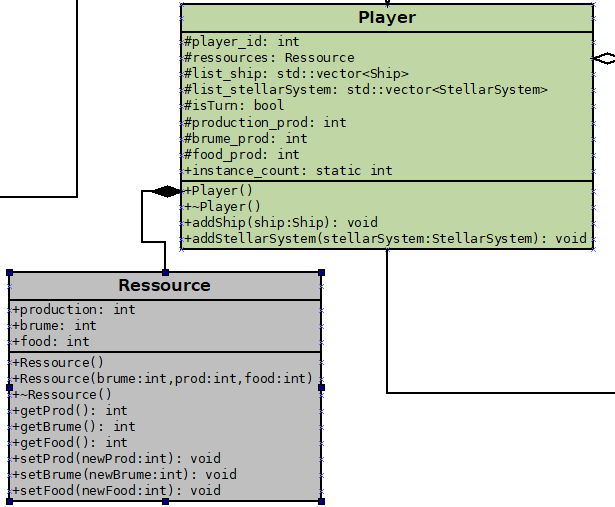 Player
#player_id: int
#ressources: Ressource
#list_ship: std::vector<Ship>
#list_stellarSystem: std::vector<StellarSystem>
#isTurn: bool
#production_prod: int
#brume_prod: int
#food_prod: int
+instance_count: static int
+Player()
+~Player()
+addShip(ship:Ship): void
+addStellarSystem(stellarSystem:StellarSystem): void
Ressource
+production: int
+brume: int
+food: int
+Ressource()
+Ressource(brume:int,prod:int,food:int)
+~Ressource()
+getProd(): int
+getBrume(): int
+getFood(): int
+setProd(newProd:int): void
+setBrume(newBrume:int): void
+setFood(newFood:int): void